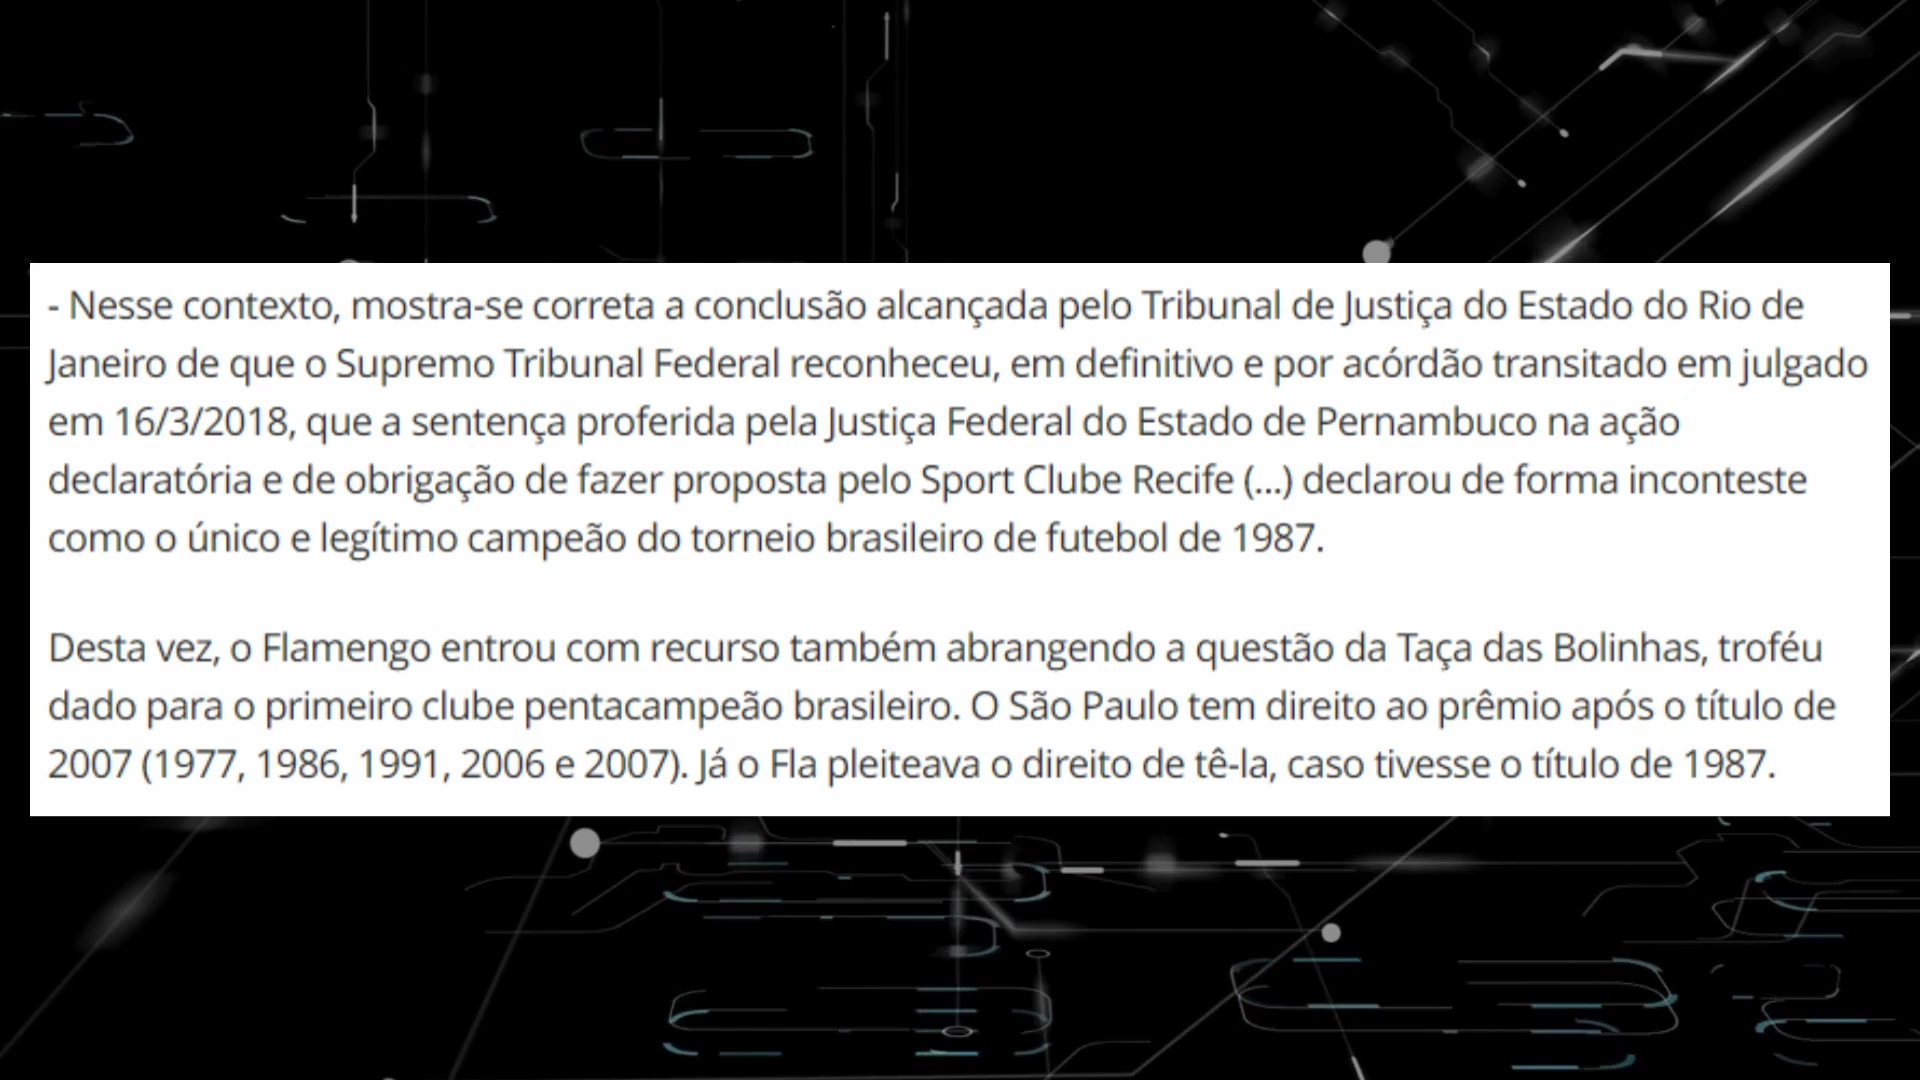 - Nesse contexto, mostra-se correta a conclusão alcançada pelo Tribunal de Justiça do Estado do Rio de
Janeiro de que o Supremo Tribunal Federal reconheceu, em definitivo e por acórdão transitado em julgado
em 16/3/2018, que a sentença proferida pela Justiça Federal do Estado de Pernambuco na ação
declaratória e de obrigação de fazer proposta pelo Sport Clube Recife (...) declarou de forma inconteste
como o único e legítimo campeão do torneio brasileiro de futebol de 1987.
Desta vez, o Flamengo entrou com recurso também abrangendo a questão da Taça das Bolinhas, troféu
dado para o primeiro clube pentacampeão brasileiro. O São Paulo tem direito ao prêmio após o título de
2007 (1977, 1986, 1991, 2006 e 2007). Já o Fla pleiteava o direito de tê-la, caso tivesse o título de 1987.